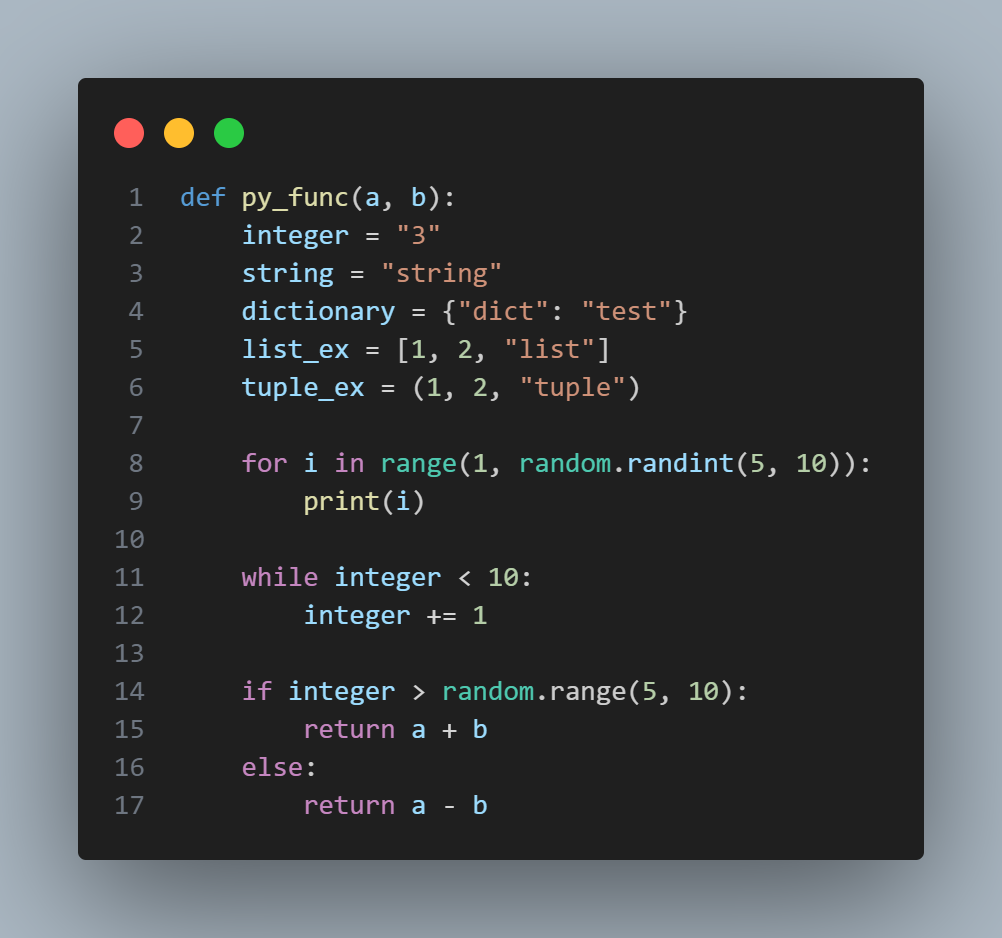 1 def py_func(a, b):
2     integer = "3"
3     string = "string"
4     dictionary = {"dict": "test"}
5     list_ex = [1, 2, "list"]
6     tuple_ex = (1, 2, "tuple")
7
8     for i in range(1, random.randint(5, 10)):
9         print(i)
10
11     while integer < 10:
12         integer += 1
13
14     if integer > random.range(5, 10):
15         return a + b
16     else:
17         return a - b